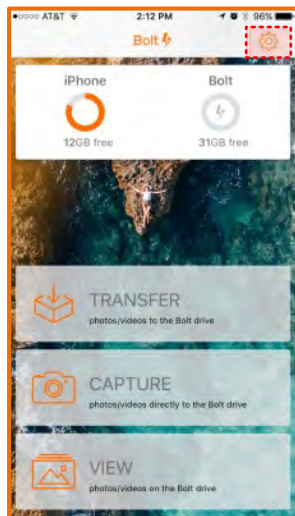 AT&T 2:12 PM 96%
Bolt
iPhone Bolt
12GB free 31GB free
TRANSFER
photos/videos to the Bolt drive
CAPTURE
photos/videos directly to the Bolt drive
VIEW
photos/videos on the Bolt drive